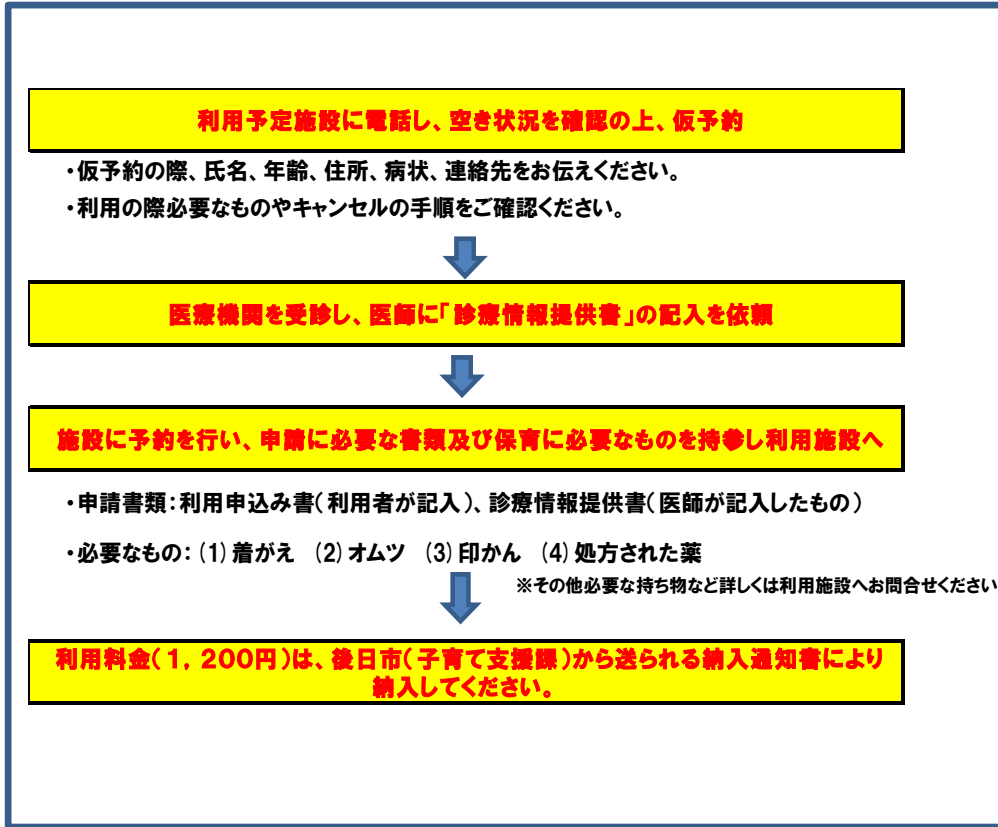 利用予定施設に電話し、空き状況を確認の上、仮予約
・仮予約の際、氏名、年齢、住所、病状、連絡先をお伝えください。
・利用の際必要なものやキャンセルの手順をご確認ください。
医療機関を受診し、医師に「診療情報提供書」の記入を依頼
施設に予約を行い、申請に必要な書類及び保育に必要なものを持参し利用施設へ
・申請書類：利用申込み書（利用者が記入）、診療情報提供書（医師が記入したもの）
・必要なもの：（1）着がえ　（2）オムツ　（3）印かん　（4）処方された薬
※その他必要な持ち物など詳しくは利用施設へお問合せください
利用料金（１，２００円）は、後日市（子育て支援課）から送られる納入通知書により
納入してください。